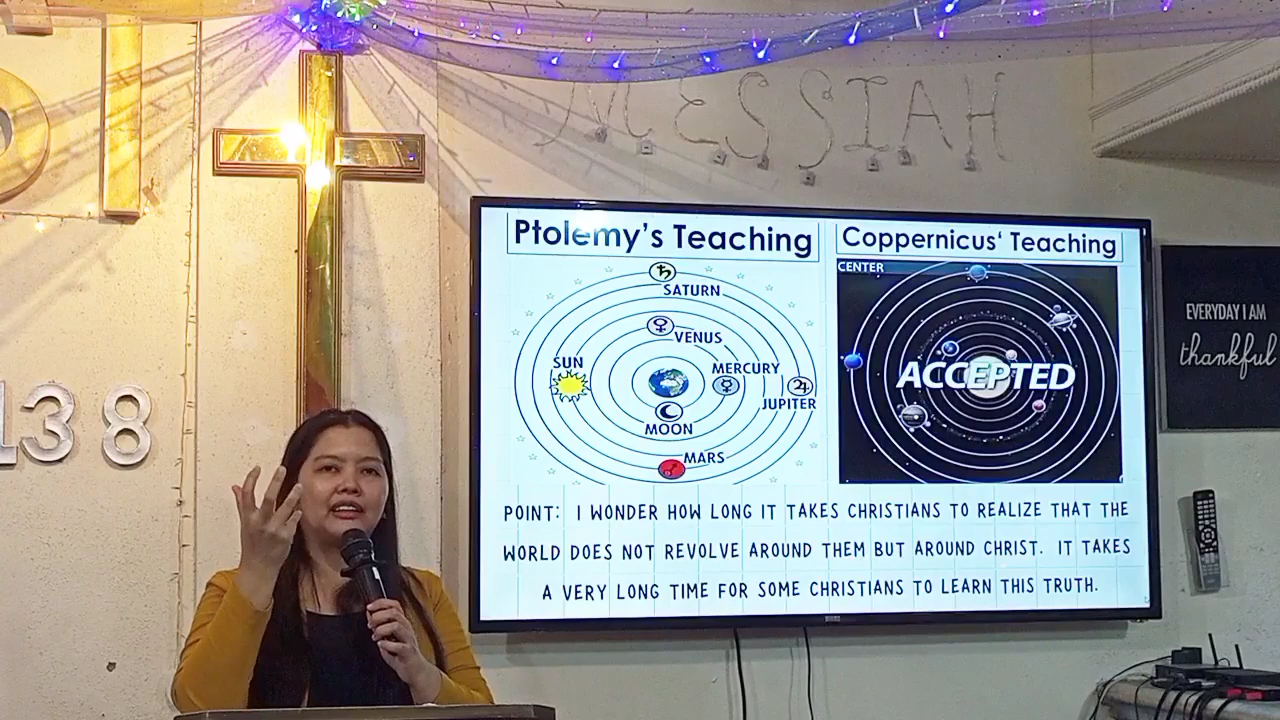 MESSIAH
138
Ptolemy's Teaching
SATURN
VENUS
SUN
MERCURY
JUPITER
MOON
MARS
Coppernicus' Teaching
CENTER
ACCEPTED
POINT: I WONDER HOW LONG IT TAKES CHRISTIANS TO REALIZE THAT THE
WORLD DOES NOT REVOLVE AROUND THEM BUT AROUND CHRIST. IT TAKES
A VERY LONG TIME FOR SOME CHRISTIANS TO LEARN THIS TRUTH.
EVERYDAY I AM
thankful